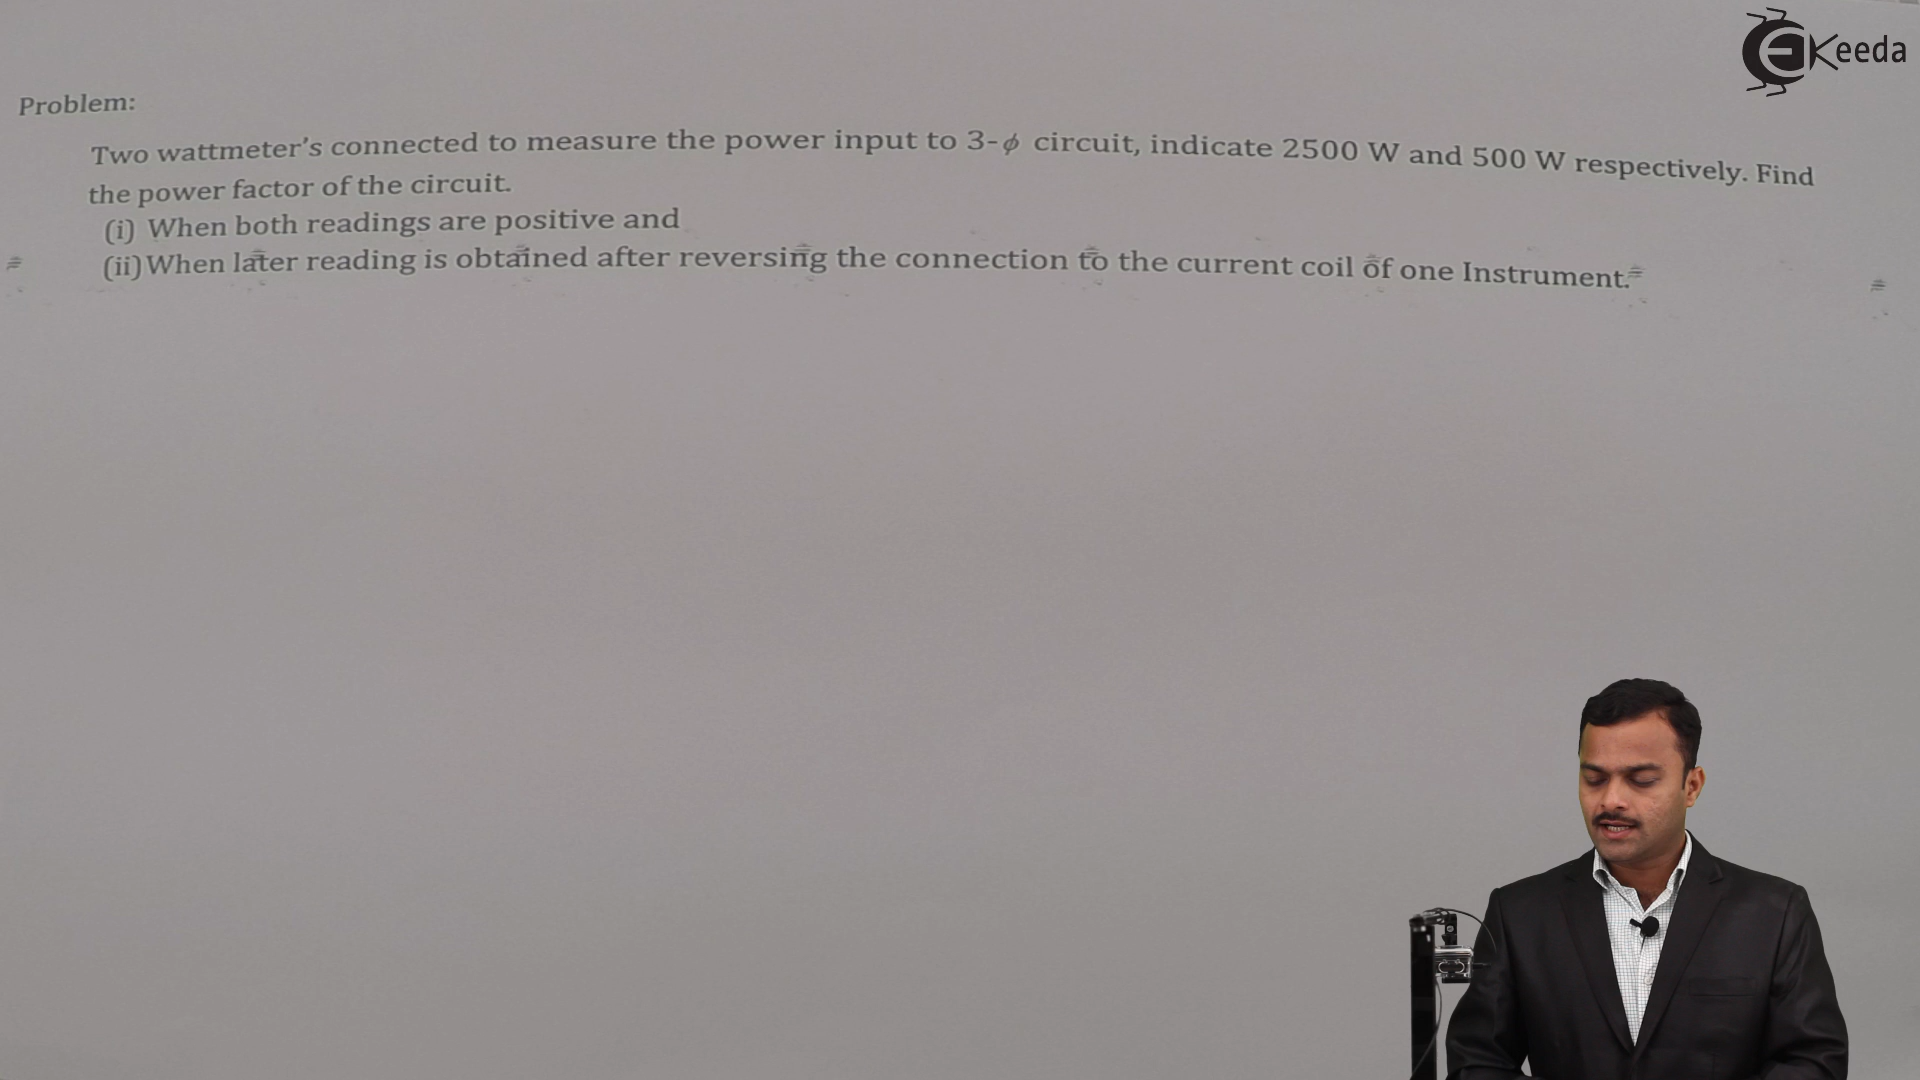 Keeda
Problem:
Two wattmeter's connected to measure the power input to 3-ϕ circuit, indicate 2500 W and 500 W respectively. Find
the power factor of the circuit.
(i) When both readings are positive and
(ii) When later reading is obtained after reversing the connection to the current coil of one Instrument.